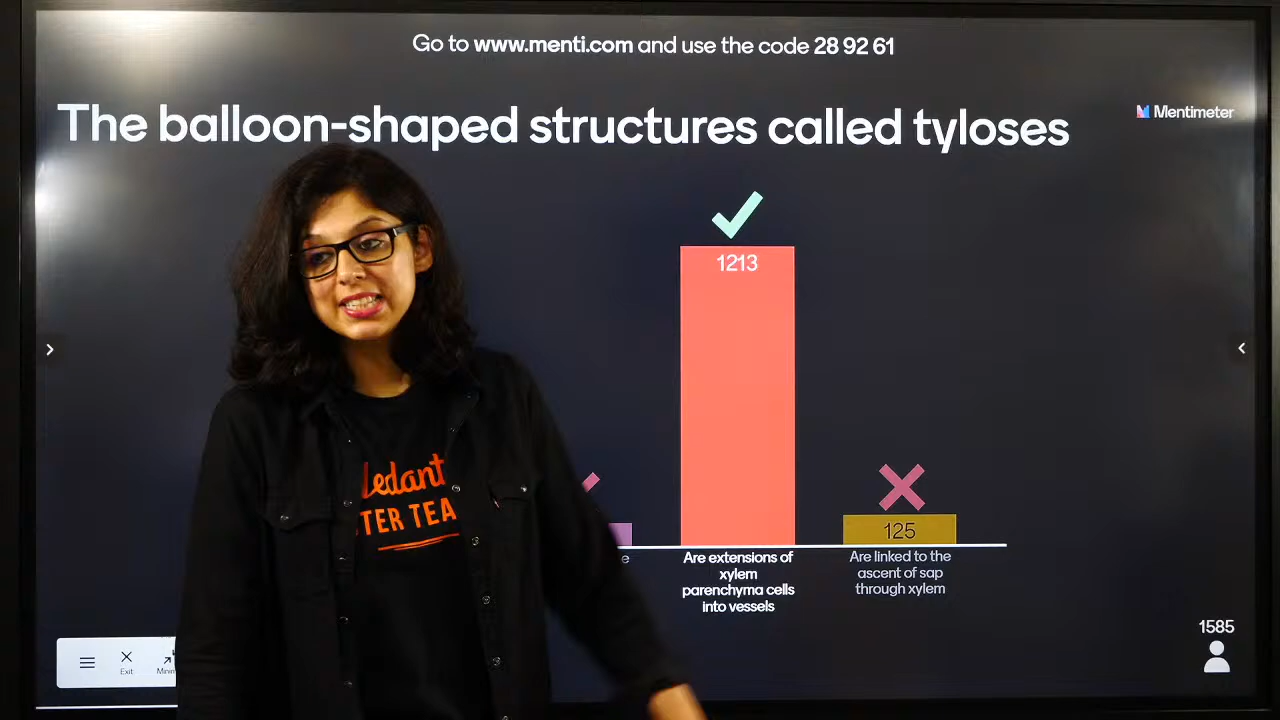 Go to www.menti.com and use the code 28 92 61
The balloon-shaped structures called tyloses
Mentimeter
1213
125
Are extensions of
xylem
parenchyma cells
into vessels
Are linked to the
ascent of sap
through xylem
1585
Exit